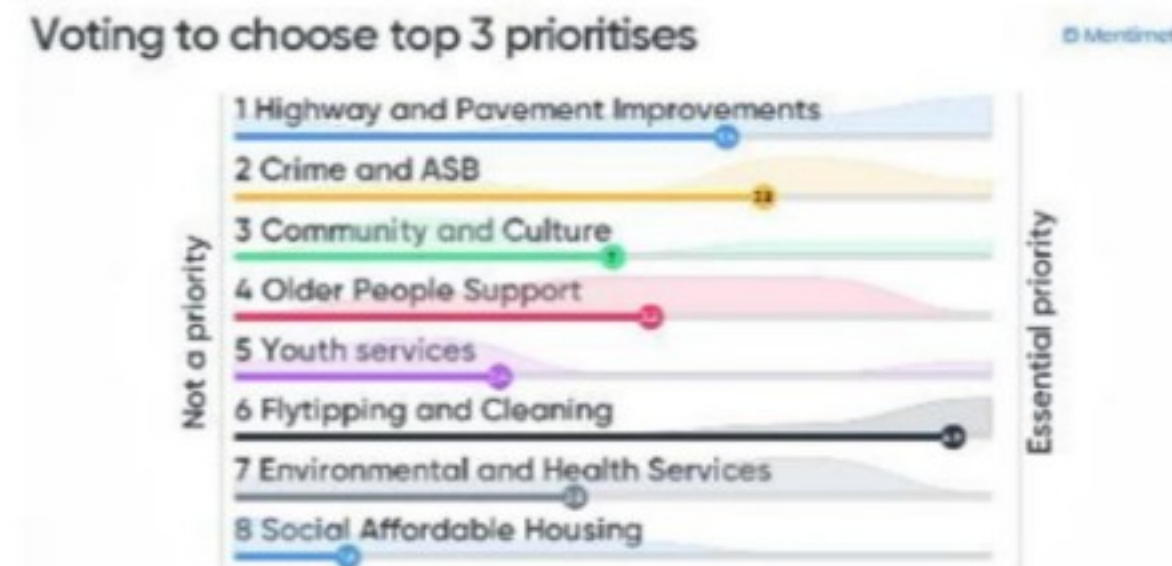 Voting to choose top 3 prioritises
Mentimet
1 Highway and Pavement Improvements
2 Crime and ASB
3 Community and Culture
4 Older People Support
5 Youth services
6 Flytipping and Cleaning
7 Environmental and Health Services
8 Social Affordable Housing
Not a priority
Essential priority